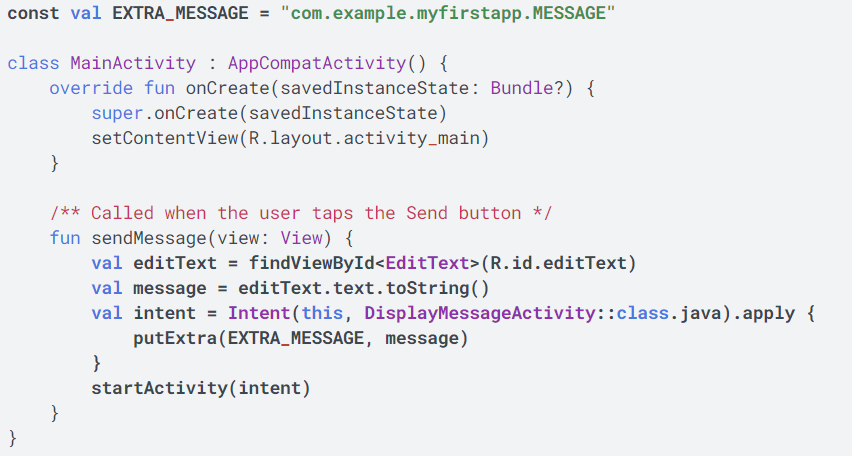 const val EXTRA_MESSAGE = "com.example.myfirstapp.MESSAGE"

class MainActivity : AppCompatActivity() {
    override fun onCreate(savedInstanceState: Bundle?) {
        super.onCreate(savedInstanceState)
        setContentView(R.layout.activity_main)
    }

    /** Called when the user taps the Send button */
    fun sendMessage(view: View) {
        val editText = findViewById<EditText>(R.id.editText)
        val message = editText.text.toString()
        val intent = Intent(this, DisplayMessageActivity::class.java).apply {
            putExtra(EXTRA_MESSAGE, message)
        }
        startActivity(intent)
    }
}